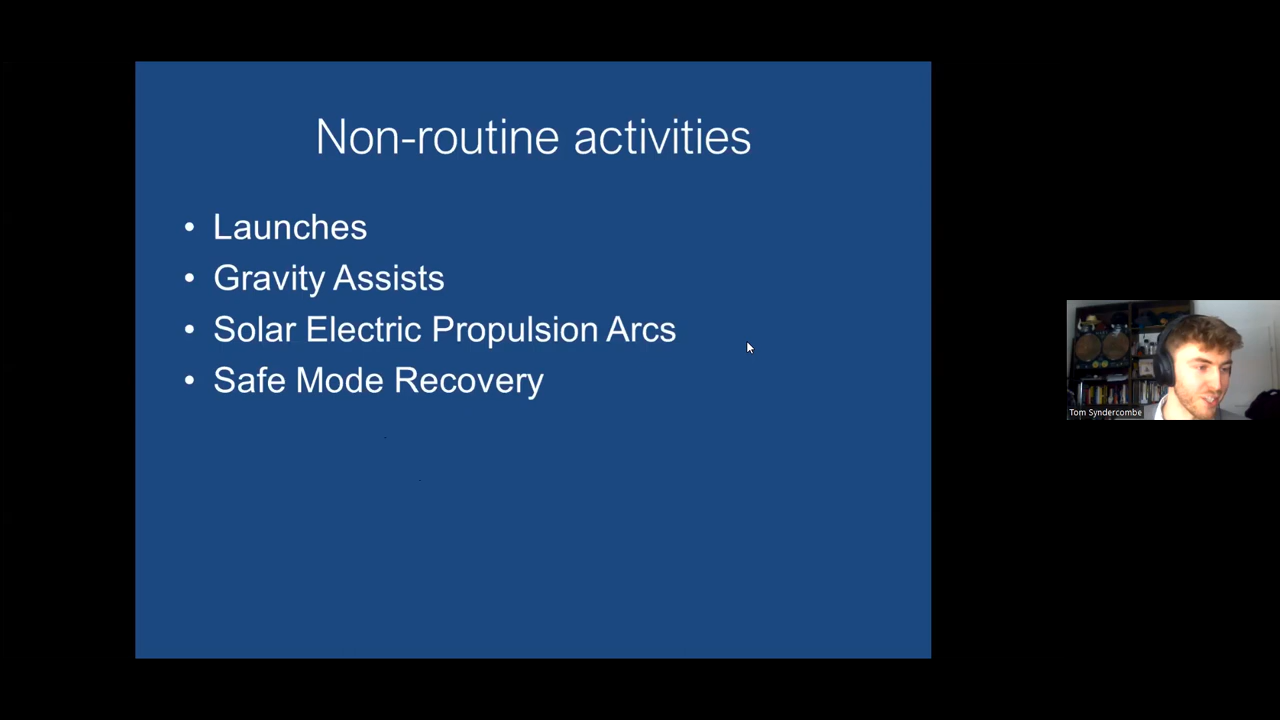 Non-routine activities
• Launches
• Gravity Assists
• Solar Electric Propulsion Arcs
• Safe Mode Recovery
Tom Syndercombe